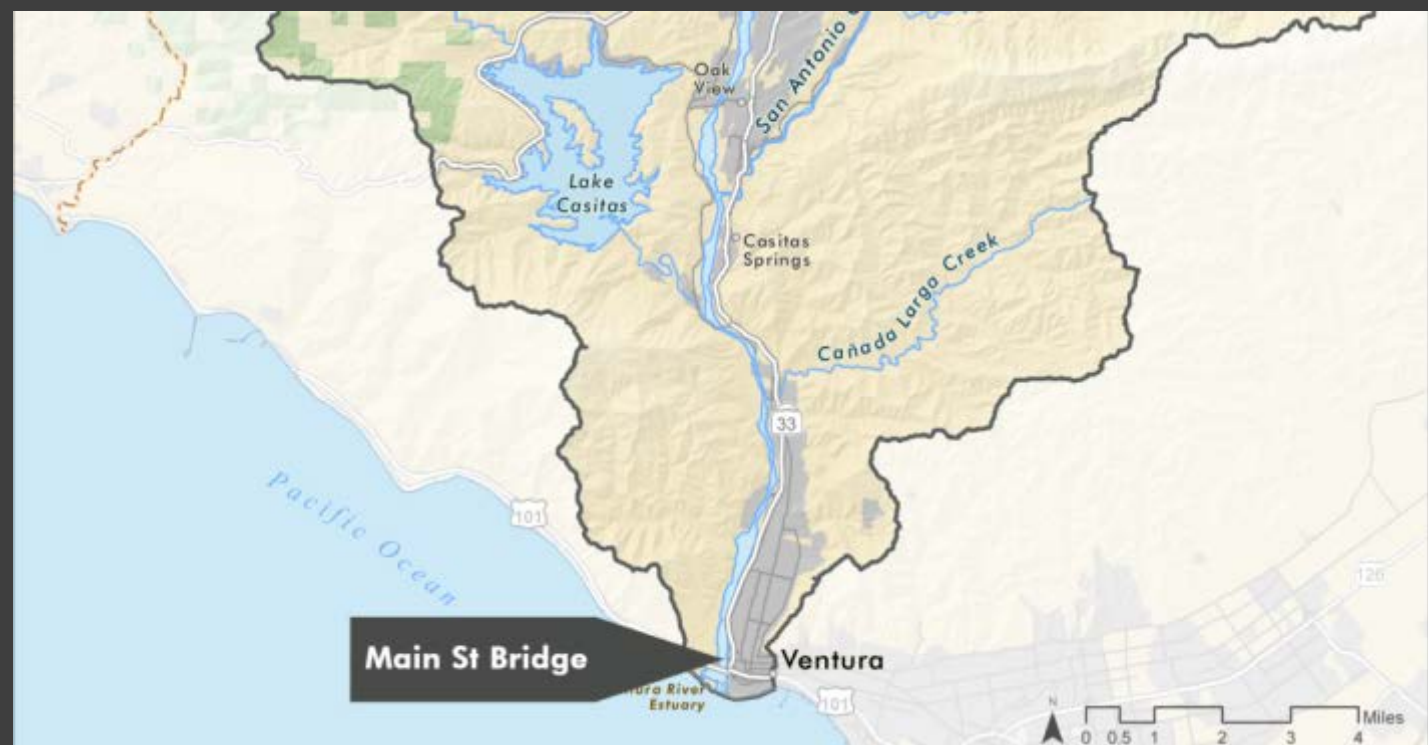 Oak
View
San Antonio
Lake
Casitas
Casitas
Springs
Cañada Larga Creek
33
Pacific Ocean
101
126
Main St Bridge
Ventura
River
Estuary
101
N
Miles
0 0.5 1 2 3 4